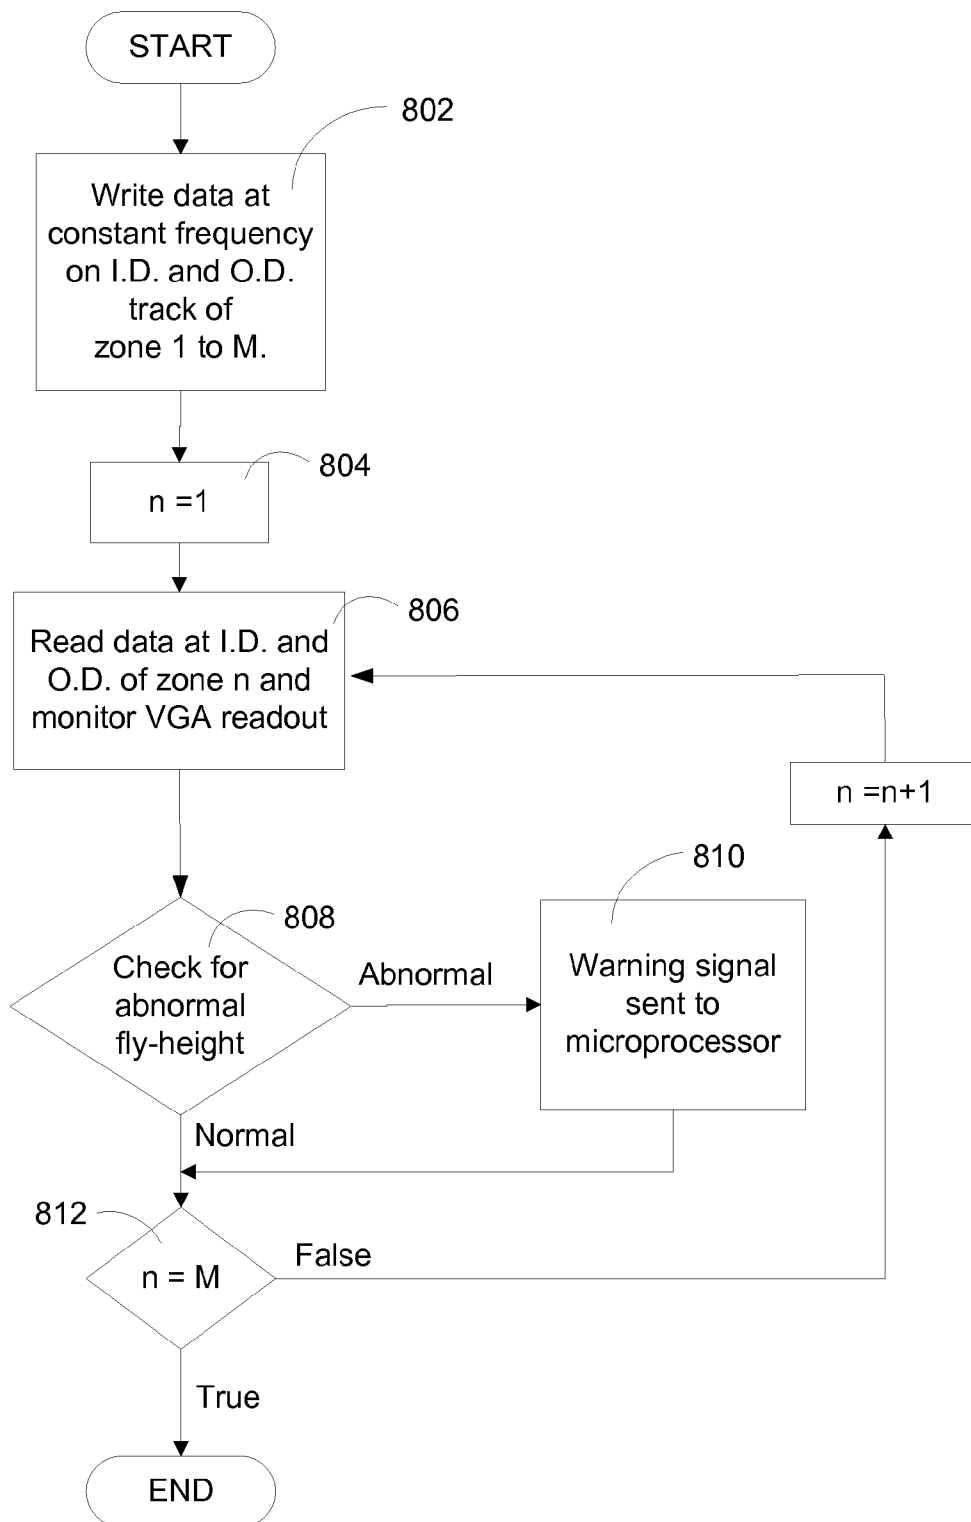 START
802
Write data at
constant frequency
on I.D. and O.D.
track of
zone 1 to M.
804
n =1
806
Read data at I.D. and
O.D. of zone n and
monitor VGA readout
n =n+1
810
808
Check for
abnormal
fly-height
Abnormal
Warning signal
sent to
microprocessor
Normal
812
n = M
False
True
END